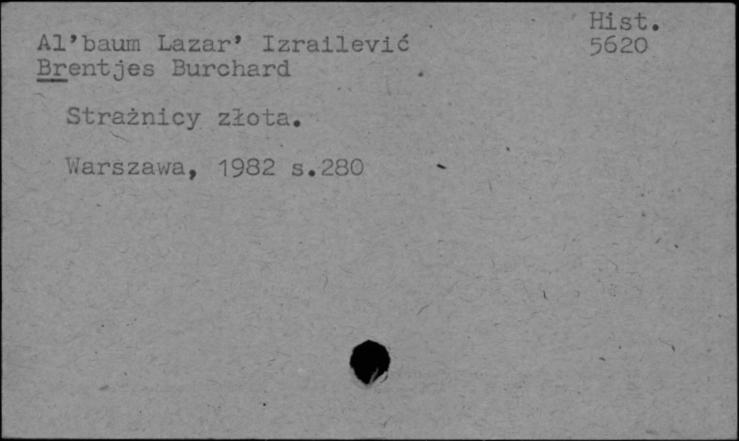 Hist.
5620
Al'baum Lazar' Izrailević
Brentjes Burchard
Strażnicy złota.
Warszawa, 1982 s.280